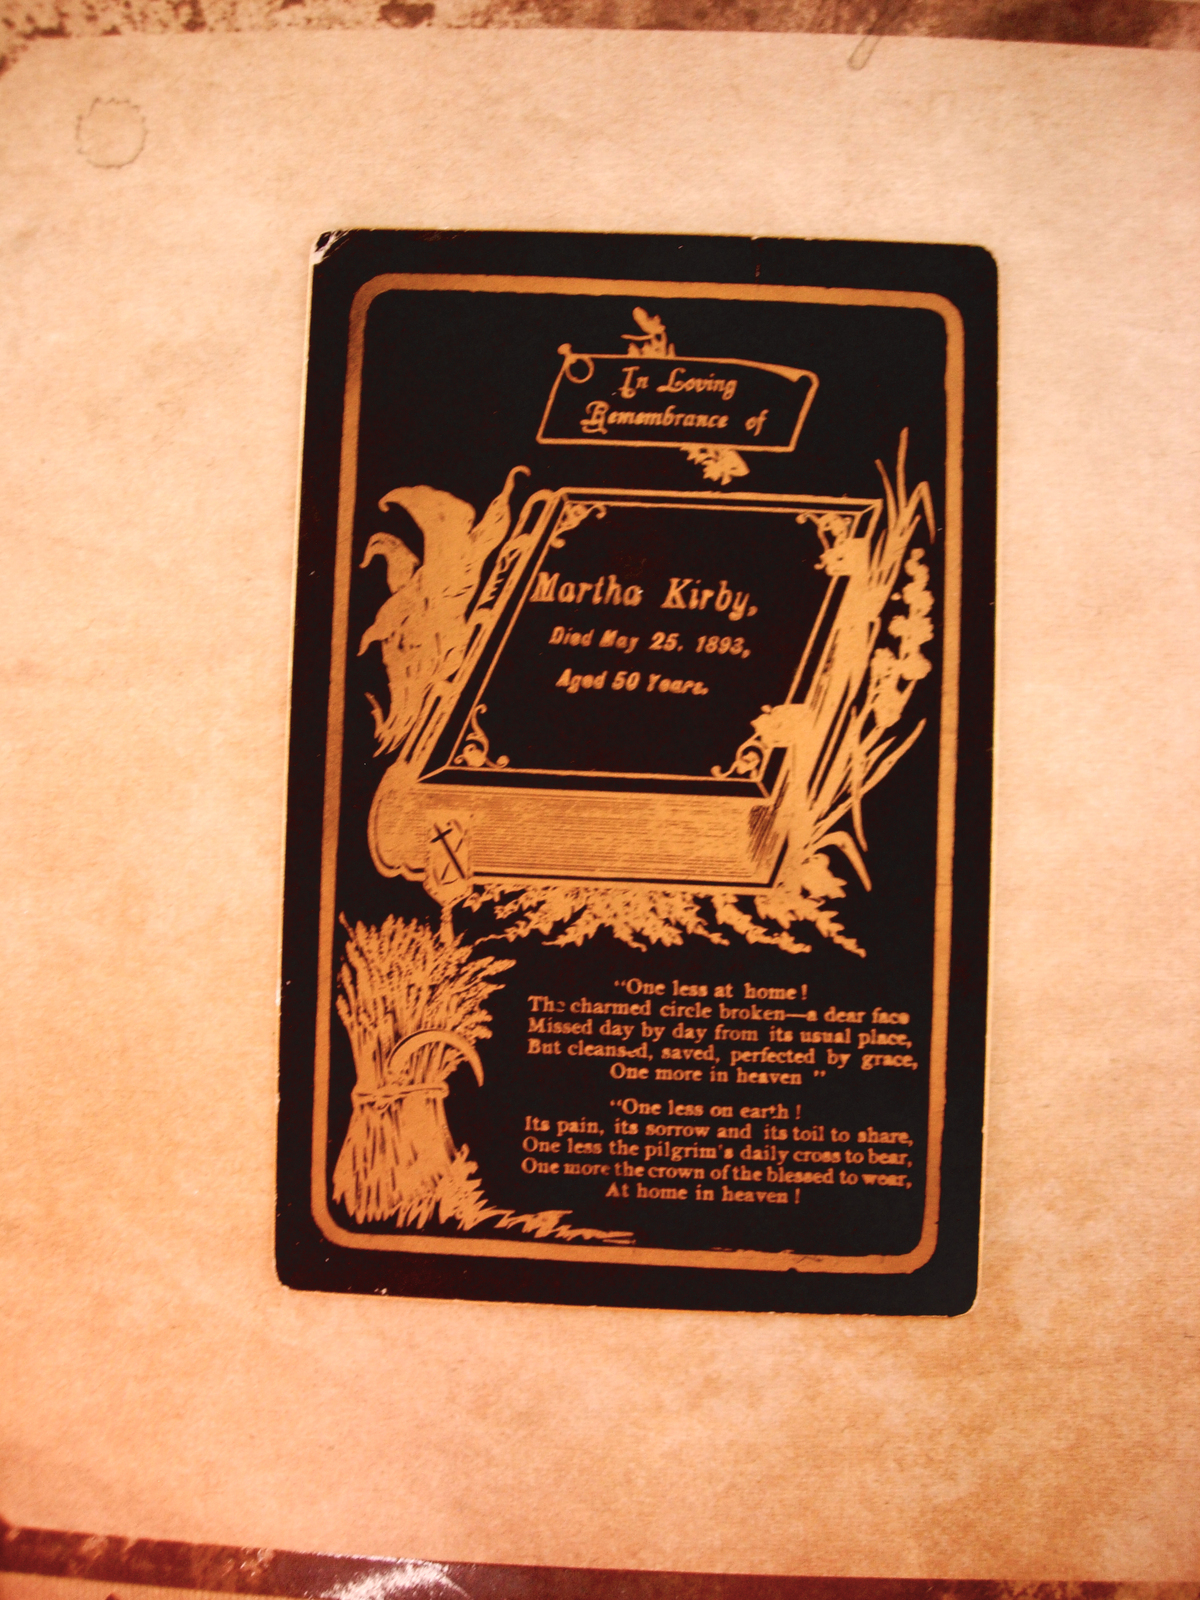 In Loving
Remembrance of
Martha Kirby,
Died May 25. 1893,
Aged 50 Years.
"One less at home!
The charmed circle broken—a dear face
Missed day by day from its usual place,
But cleansed, saved, perfected by grace,
One more in heaven"
"One less on earth!
Its pain, its sorrow and its toil to share,
One less the pilgrim's daily cross to bear,
One more the crown of the blessed to wear,
At home in heaven!